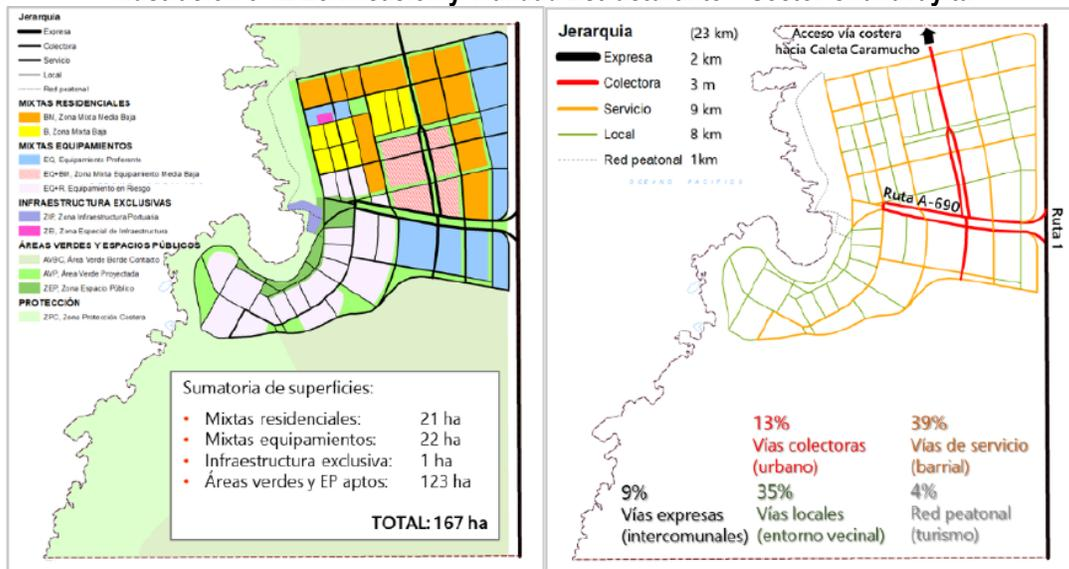 Jerarquía
Expresa
Colectora
Servicio
Local
Red peatonal
MIXTAS RESIDENCIALES
BM, Zona Mixta Media Baja
B, Zona Mixta Baja
MIXTAS EQUIPAMIENTOS
EQ, Equipamiento Preferente
EQ+BM, Zona Mixta Equipamiento Media Baja
EQ+R, Equipamiento en Riesgo
INFRAESTRUCTURA EXCLUSIVAS
ZIP, Zona Infraestructura Portuaria
ZEI, Zona Especial de Infraestructura
ÁREAS VERDES Y ESPACIOS PÚBLICOS
AVBC, Área Verde Borde Costado
AVP, Área Verde Proyectada
ZEP, Zona Espacio Público
PROTECCIÓN
ZPC, Zona Protección Costera
Sumatoria de superficies:
• Mixtas residenciales: 21 ha
• Mixtas equipamientos: 22 ha
• Infraestructura exclusiva: 1 ha
• Áreas verdes y EP aptos: 123 ha
TOTAL: 167 ha
Jerarquia (23 km)
Expresa 2 km
Colectora 3 m
Servicio 9 km
Local 8 km
Red peatonal 1km
OCEANO PACIFICO
Acceso vía costera
hacia Caleta Caramucho
Ruta A-690
Ruta 1
13%
Vías colectoras
(urbano)
39%
Vías de servicio
(barrial)
9%
Vías expresas
(intercomunales)
35%
Vías locales
(entorno vecinal)
4%
Red peatonal
(turismo)